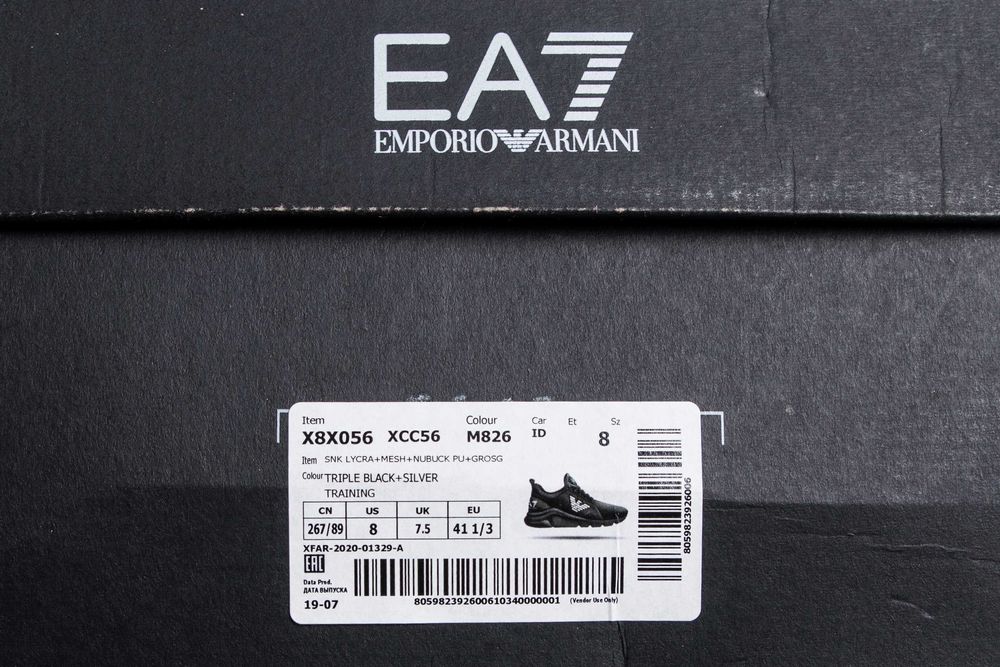 EA7
EMPORIO ARMANI
Item Colour Car Et Sz
X8X056 XCC56 M826 ID 8
Item SNK LYCRA+MESH+NUBUCK PU+GROSG
Colour TRIPLE BLACK+SILVER
TRAINING
CN US UK EU
267/89 8 7.5 41 1/3
XFAR-2020-01329-A
EAC
Data Prod.
ДАТА ВЫПУСКА
19-07
805982392600610340000001 (Vendor Use Only)
8059823926006